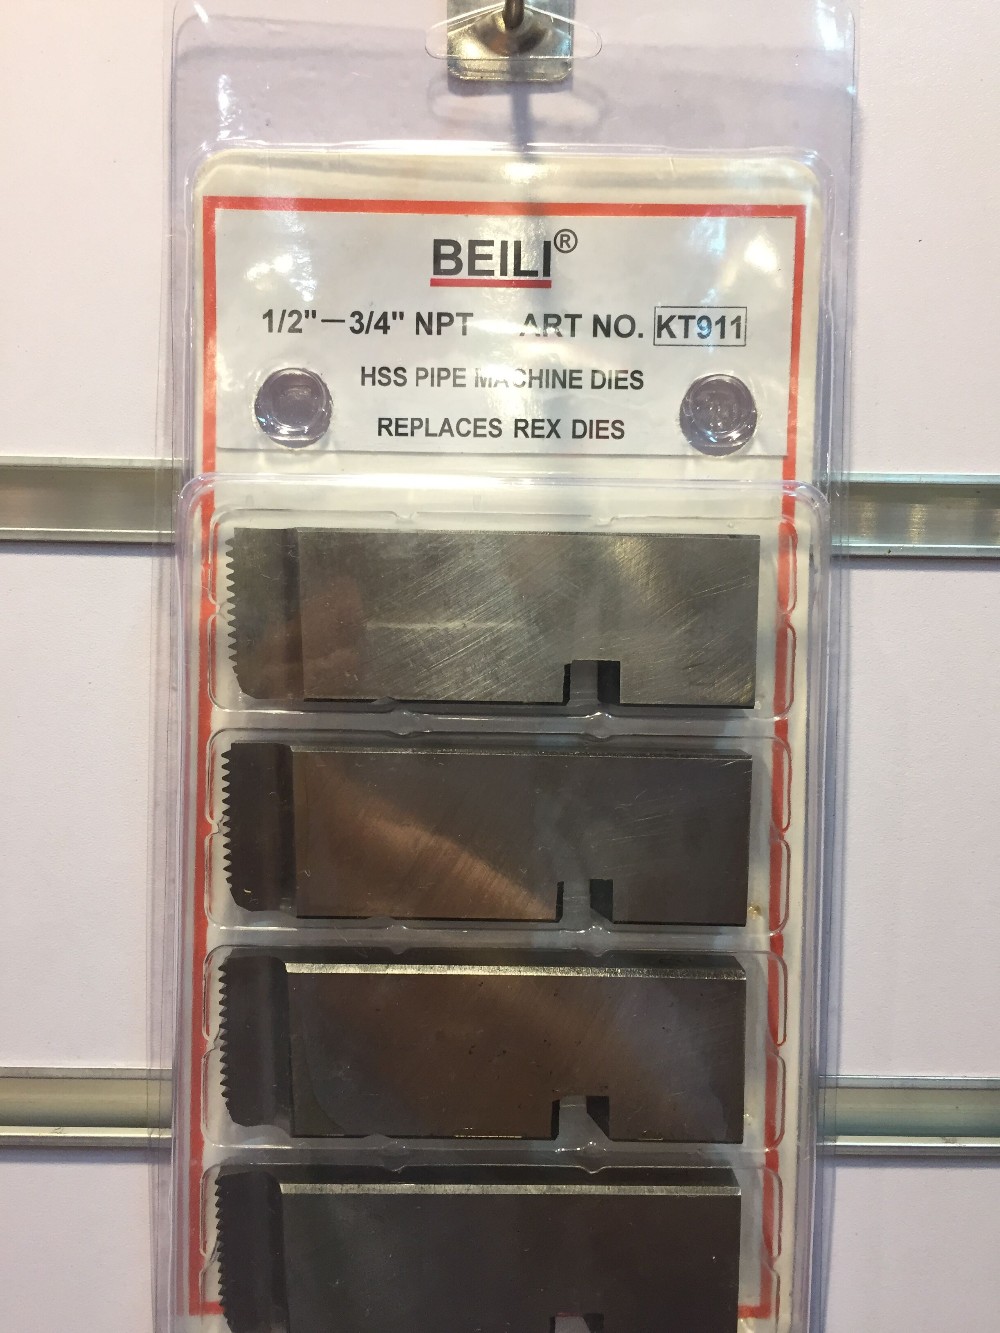 BEILI®
1/2"—3/4" NPT ART NO. KT911
HSS PIPE MACHINE DIES
REPLACES REX DIES